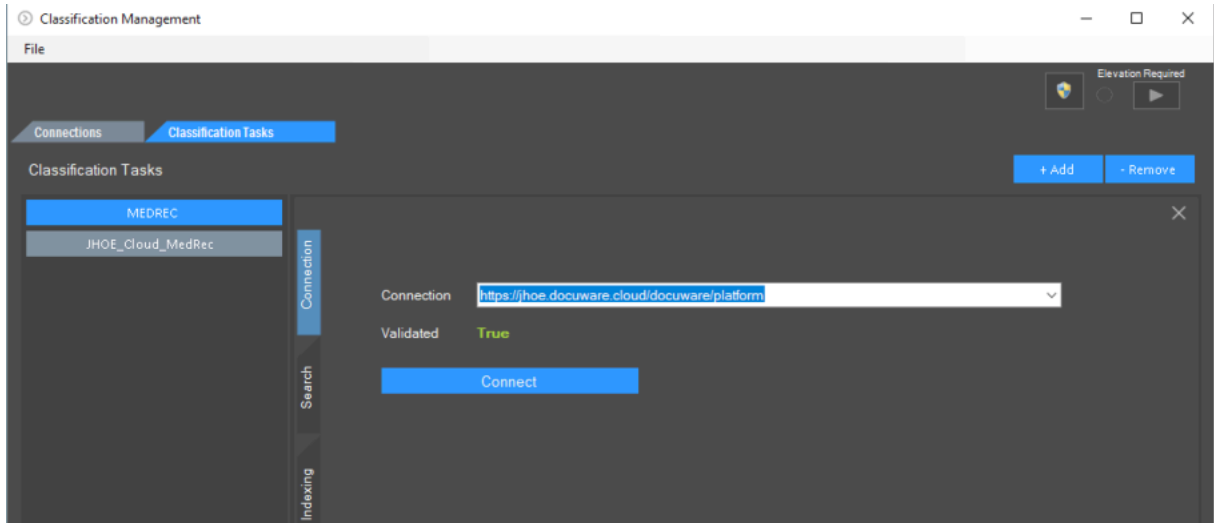 Classification Management
File
Elevation Required
Connections
Classification Tasks
Classification Tasks
+ Add
- Remove
MEDREC
JHOE_Cloud_MedRec
Connection
Search
Indexing
Connection
https://jhoe.docuware.cloud/docuware/platform
Validated
True
Connect